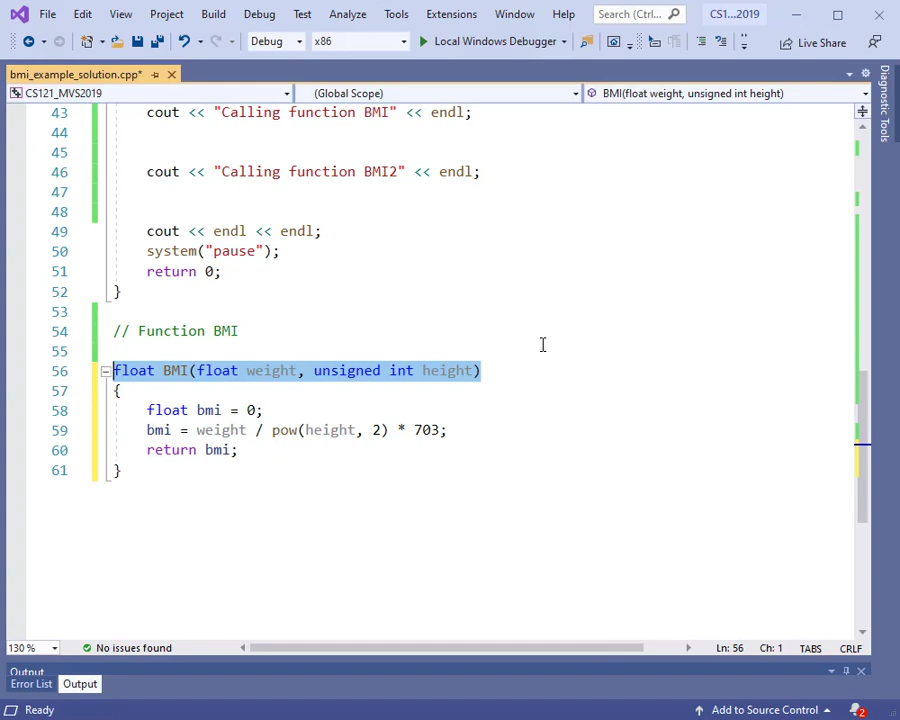 File Edit View Project Build Debug Test Analyze Tools Extensions Window Help Search (Ctrl... CS1...2019
Debug x86 Local Windows Debugger Live Share
bmi_example_solution.cpp*
CS121_MVS2019 (Global Scope) BMI(float weight, unsigned int height)
Diagnostic Tools
43 cout << "Calling function BMI" << endl;
44
45
46 cout << "Calling function BMI2" << endl;
47
48
49 cout << endl << endl;
50 system("pause");
51 return 0;
52 }
53
54 // Function BMI
55
56 float BMI(float weight, unsigned int height)
57 {
58 float bmi = 0;
59 bmi = weight / pow(height, 2) * 703;
60 return bmi;
61 }
130 % No issues found Ln: 56 Ch: 1 TABS CRLF
Output
Error List Output
Ready Add to Source Control 2